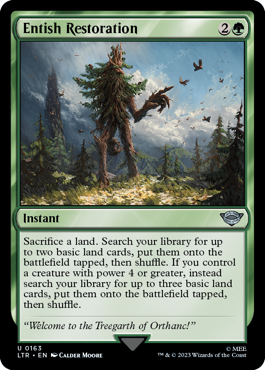 Entish Restoration 2
Instant
Sacrifice a land. Search your library for up
to two basic land cards, put them onto the
battlefield tapped, then shuffle. If you control
a creature with power 4 or greater, instead
search your library for up to three basic land
cards, put them onto the battlefield tapped,
then shuffle.
“Welcome to the Treegarth of Orthanc!”
U 0163
LTR • EN CALDER MOORE
© MEE
™ & © 2023 Wizards of the Coast